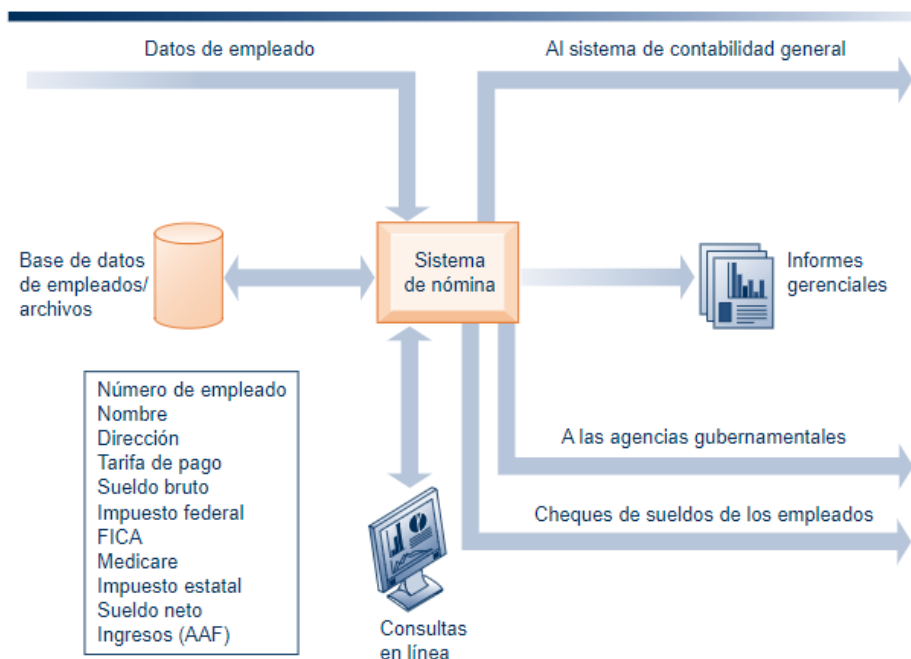 Datos de empleado
Al sistema de contabilidad general
Base de datos
de empleados/
archivos
Sistema
de nómina
Informes
gerenciales
Número de empleado
Nombre
Dirección
Tarifa de pago
Sueldo bruto
Impuesto federal
FICA
Medicare
Impuesto estatal
Sueldo neto
Ingresos (AAF)
A las agencias gubernamentales
Cheques de sueldos de los empleados
Consultas
en línea